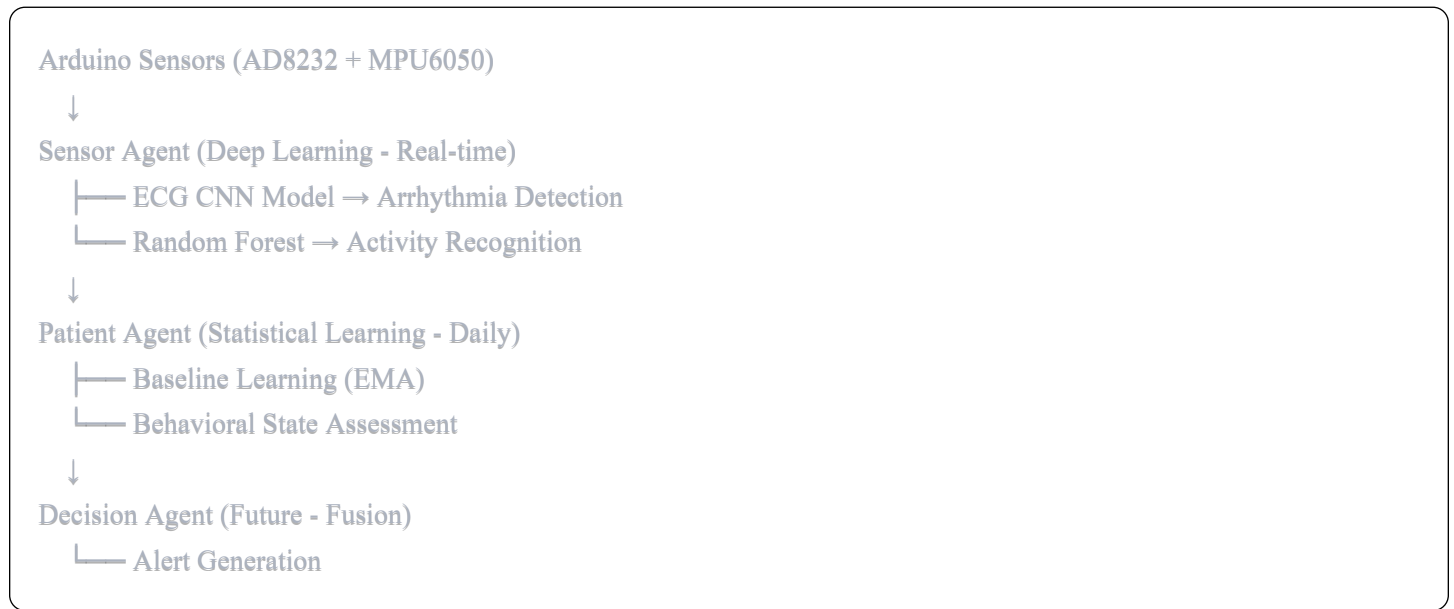 Arduino Sensors (AD8232 + MPU6050)
↓
Sensor Agent (Deep Learning - Real-time)
├── ECG CNN Model → Arrhythmia Detection
└── Random Forest → Activity Recognition
↓
Patient Agent (Statistical Learning - Daily)
├── Baseline Learning (EMA)
└── Behavioral State Assessment
↓
Decision Agent (Future - Fusion)
└── Alert Generation